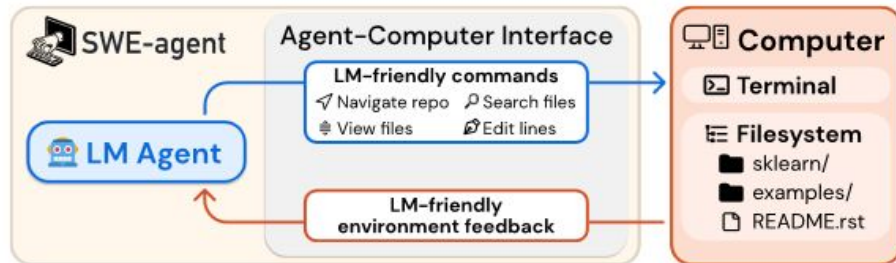 SWE-agent
Agent-Computer Interface
LM-friendly commands
Navigate repo
Search files
View files
Edit lines
LM Agent
LM-friendly
environment feedback
Computer
Terminal
Filesystem
sklearn/
examples/
README.rst